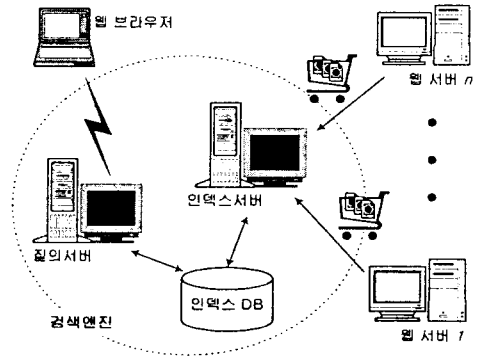 웹 브라우저
웹 서버 n
인덱스서버
질의서버
인덱스 DB
검색엔진
웹 서버 1